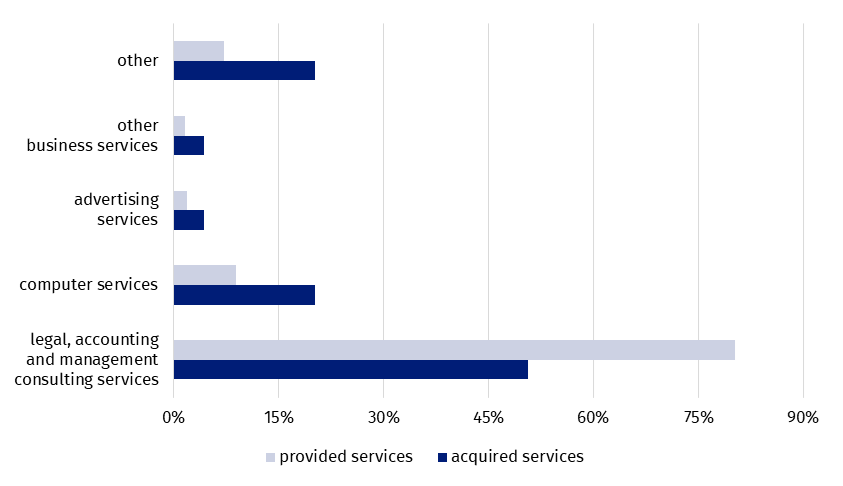 other
other
business services
advertising
services
computer services
legal, accounting
and management
consulting services
0% 15% 30% 45% 60% 75% 90%
provided services acquired services